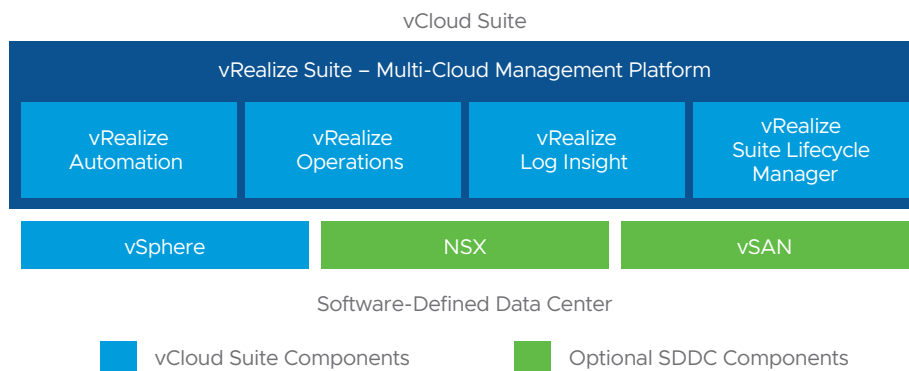 vCloud Suite
vRealize Suite – Multi-Cloud Management Platform
vRealize
Automation
vRealize
Operations
vRealize
Log Insight
vRealize
Suite Lifecycle
Manager
vSphere
NSX
vSAN
Software-Defined Data Center
vCloud Suite Components
Optional SDDC Components